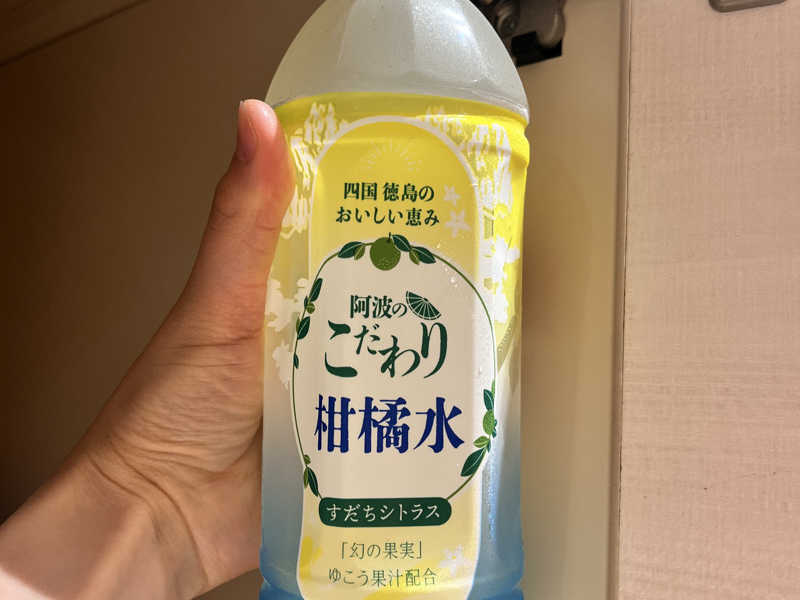 四国 徳島の
おいしい恵み
阿波の
こだわり
柑橘水
すだちシトラス
「幻の果実」
ゆこう果汁配合